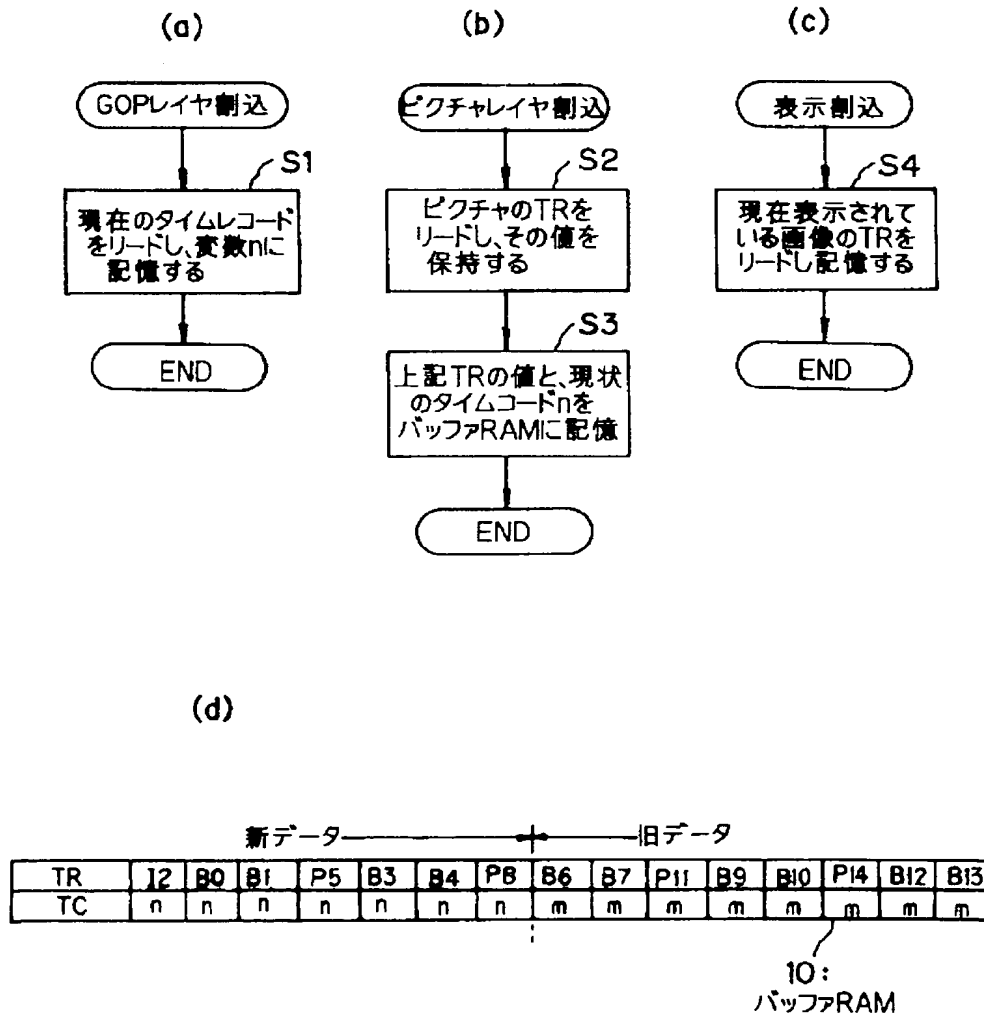 (a)
GOPレイヤ割込
S1
現在のタイムレコード
をリードし、変数nに
記憶する
END
(b)
ピクチャレイヤ割込
S2
ピクチャのTRを
リードし、その値を
保持する
S3
上記TRの値と、現状
のタイムコードnを
バッファRAMに記憶
END
(c)
表示割込
S4
現在表示されて
いる画像のTRを
リードし記憶する
END
(d)
新データ 旧データ
TR I2 B0 B1 P5 B3 B4 P8 B6 B7 P11 B9 B10 P14 B12 B13
TC n n n n n n n m m m m m m m m
10:
バッファRAM